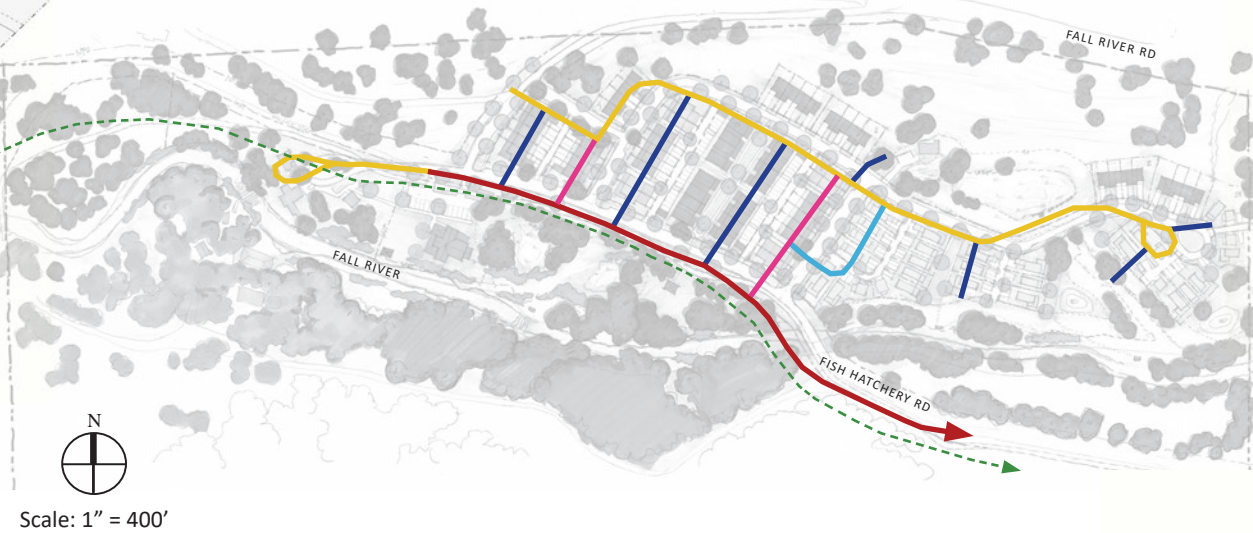 FALL RIVER RD
FALL RIVER
FISH HATCHERY RD
N
Scale: 1” = 400’